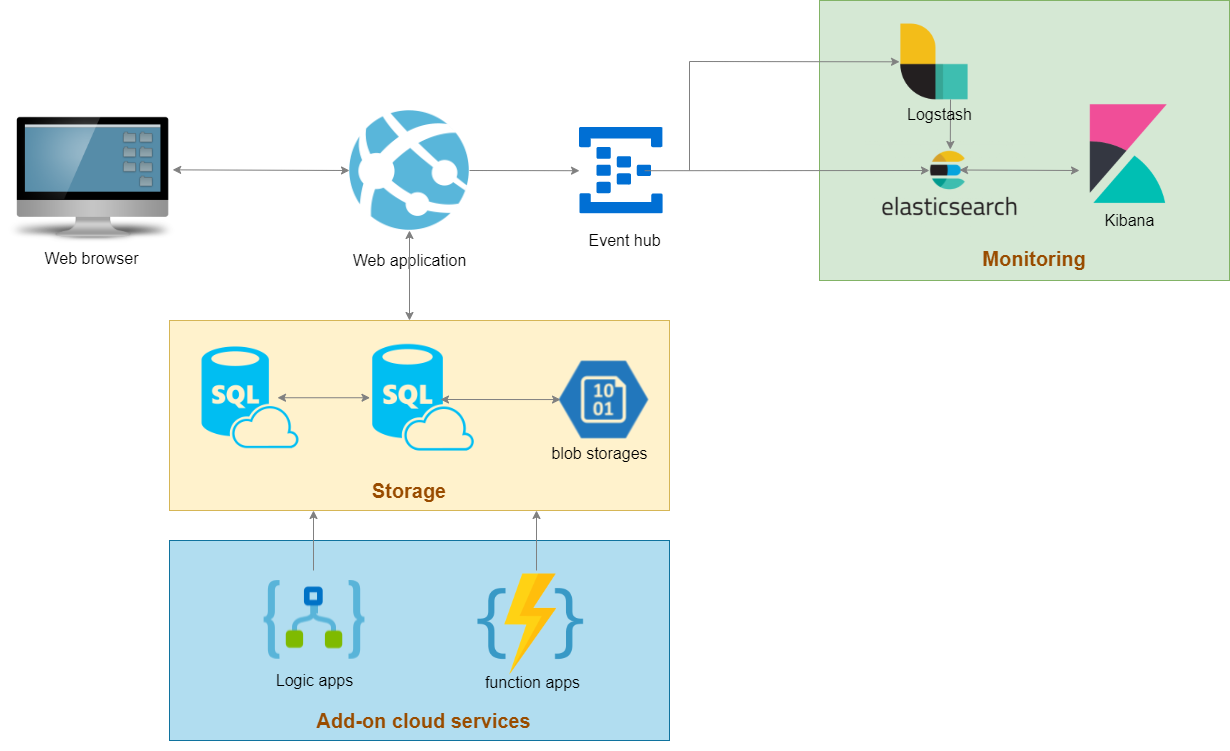 Logstash
elasticsearch
Kibana
Monitoring
Web browser
Web application
Event hub
SQL
SQL
10
01
blob storages
Storage
Logic apps
function apps
Add-on cloud services